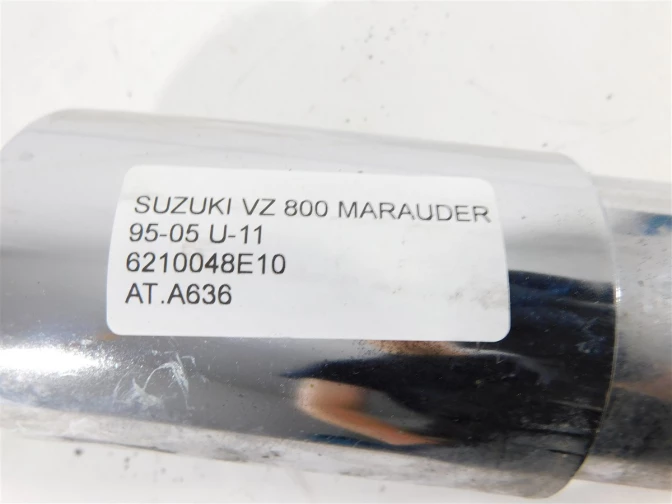 SUZUKI VZ 800 MARAUDER
95-05 U-11
6210048E10
AT.A636